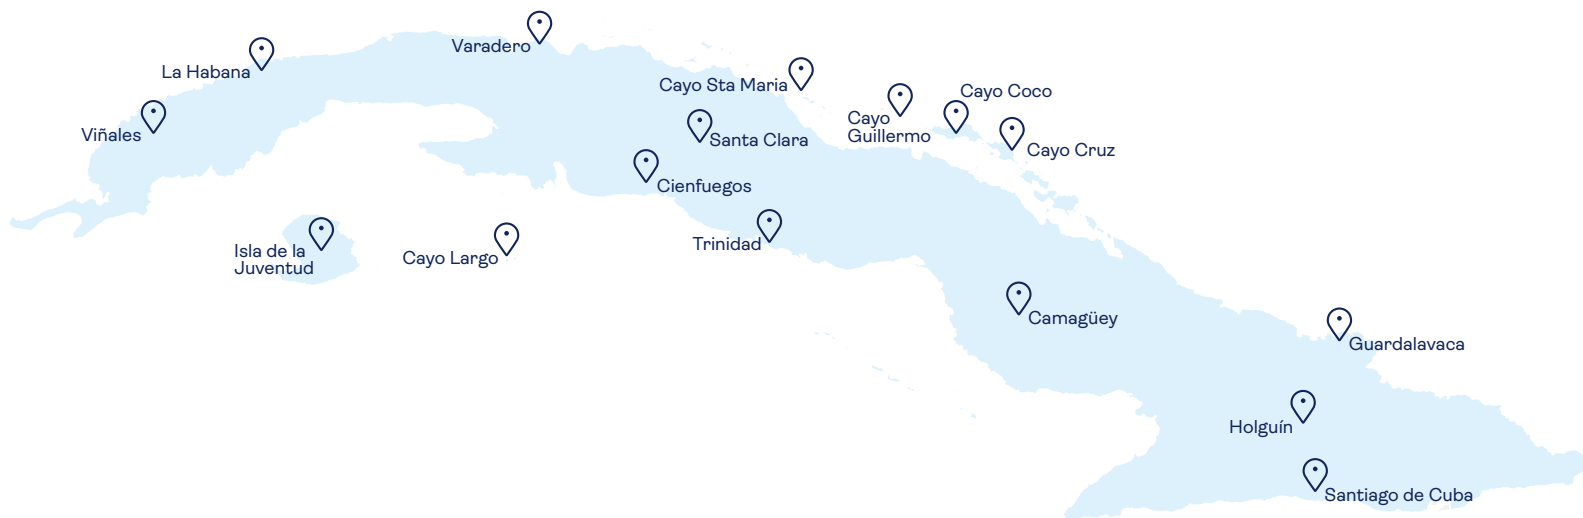 Varadero
La Habana
Cayo Sta Maria
Cayo Coco
Cayo
Guillermo
Viñales
Santa Clara
Cayo Cruz
Cienfuegos
Trinidad
Isla de la
Juventud
Cayo Largo
Camagüey
Guardalavaca
Holguín
Santiago de Cuba